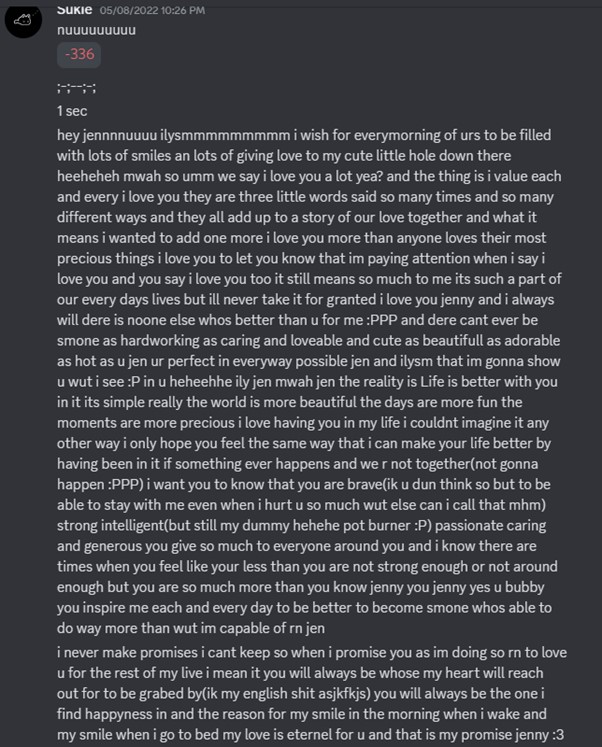 Sukie 05/08/2022 10:26 PM
nuuuuuuuuu
-336
;-;--;-;
1 sec
hey jennnnuuuu ilysmmmmmmmmm i wish for everymorning of urs to be filled
with lots of smiles an lots of giving love to my cute little hole down there
heeheheh mwah so umm we say i love you a lot yea? and the thing is i value each
and every i love you they are three little words said so many times and so many
different ways and they all add up to a story of our love together and what it
means i wanted to add one more i love you more than anyone loves their most
precious things i love you to let you know that im paying attention when i say i
love you and you say i love you too it still means so much to me its such a part of
our every days lives but ill never take it for granted i love you jenny and i always
will dere is noone else whos better than u for me :PPP and dere cant ever be
smone as hardworking as caring and loveable and cute as beautifull as adorable
as hot as u jen ur perfect in everyway possible jen and ilysm that im gonna show
u wut i see :P in u heheehhe ily jen mwah jen the reality is Life is better with you
in it its simple really the world is more beautiful the days are more fun the
moments are more precious i love having you in my life i couldnt imagine it any
other way i only hope you feel the same way that i can make your life better by
having been in it if something ever happens and we r not together(not gonna
happen :PPP) i want you to know that you are brave(ik u dun think so but to be
able to stay with me even when i hurt u so much wut else can i call that mhm)
strong intelligent(but still my dummy hehehe pot burner :P) passionate caring
and generous you give so much to everyone around you and i know there are
times when you feel like your less than you are not strong enough or not around
enough but you are so much more than you know jenny you jenny yes u bubby
you inspire me each and every day to be better to become smone whos able to
do way more than wut im capable of rn jen
i never make promises i cant keep so when i promise you as im doing so rn to love
u for the rest of my live i mean it you will always be whose my heart will reach
out for to be grabed by(ik my english shit asjkfkjs) you will always be the one i
find happyness in and the reason for my smile in the morning when i wake and
my smile when i go to bed my love is eternel for u and that is my promise jenny :3